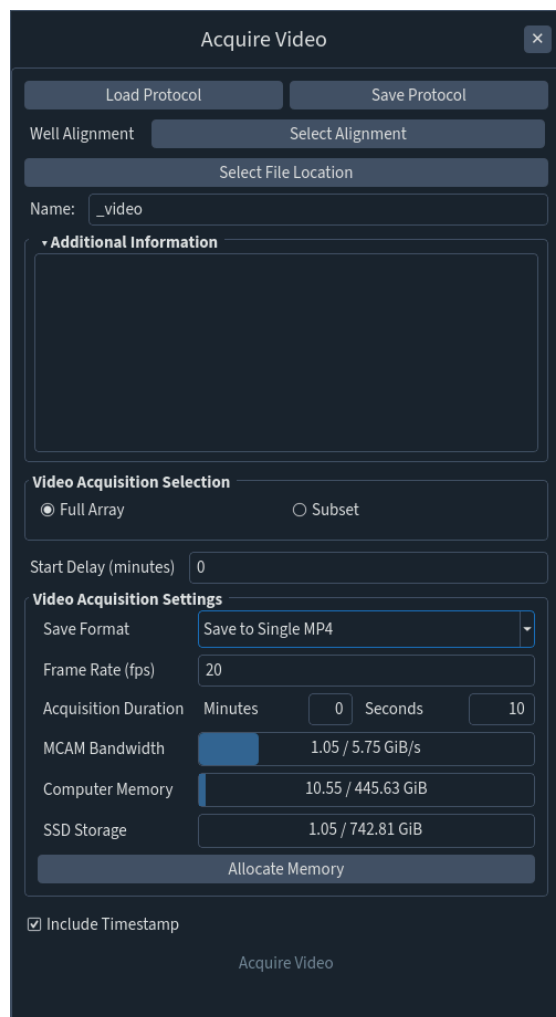 Acquire Video
Load Protocol Save Protocol
Well Alignment Select Alignment
Select File Location
Name: _video
Additional Information
Video Acquisition Selection
Full Array Subset
Start Delay (minutes) 0
Video Acquisition Settings
Save Format Save to Single MP4
Frame Rate (fps) 20
Acquisition Duration Minutes 0 Seconds 10
MCAM Bandwidth 1.05 / 5.75 GiB/s
Computer Memory 10.55 / 445.63 GiB
SSD Storage 1.05 / 742.81 GiB
Allocate Memory
Include Timestamp
Acquire Video